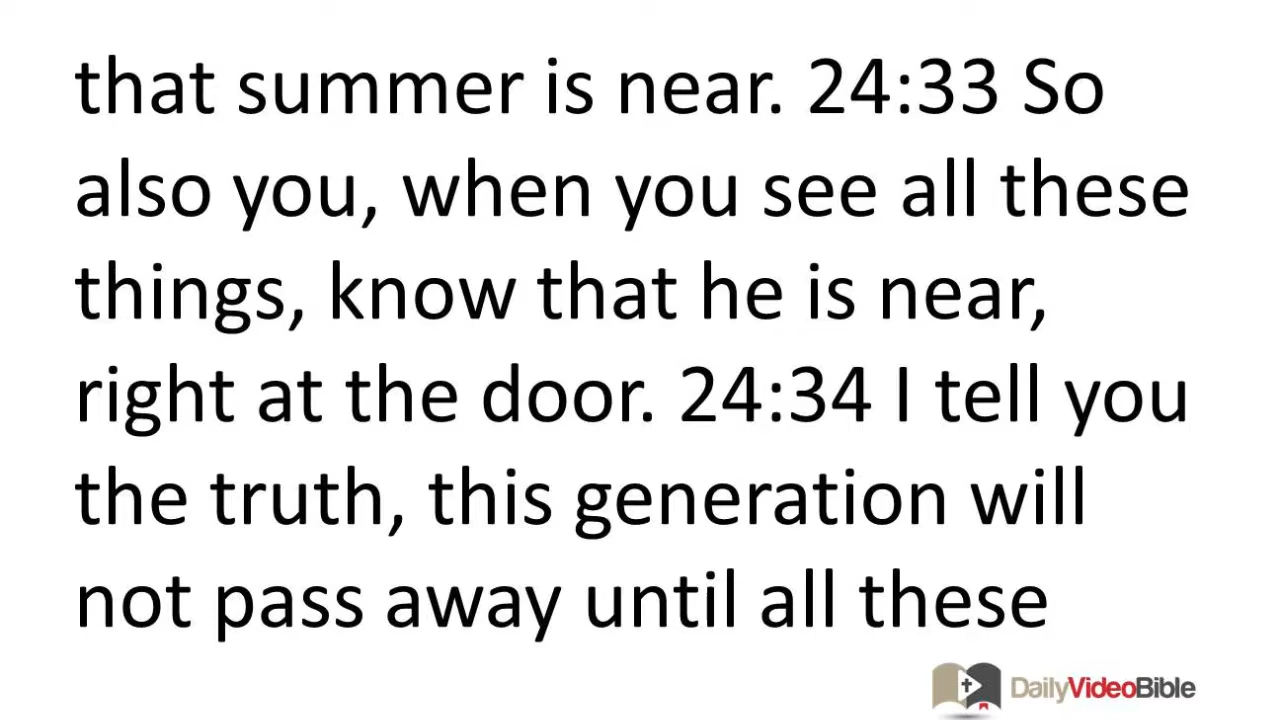 that summer is near. 24:33 So
also you, when you see all these
things, know that he is near,
right at the door. 24:34 I tell you
the truth, this generation will
not pass away until all these
DailyVideoBible